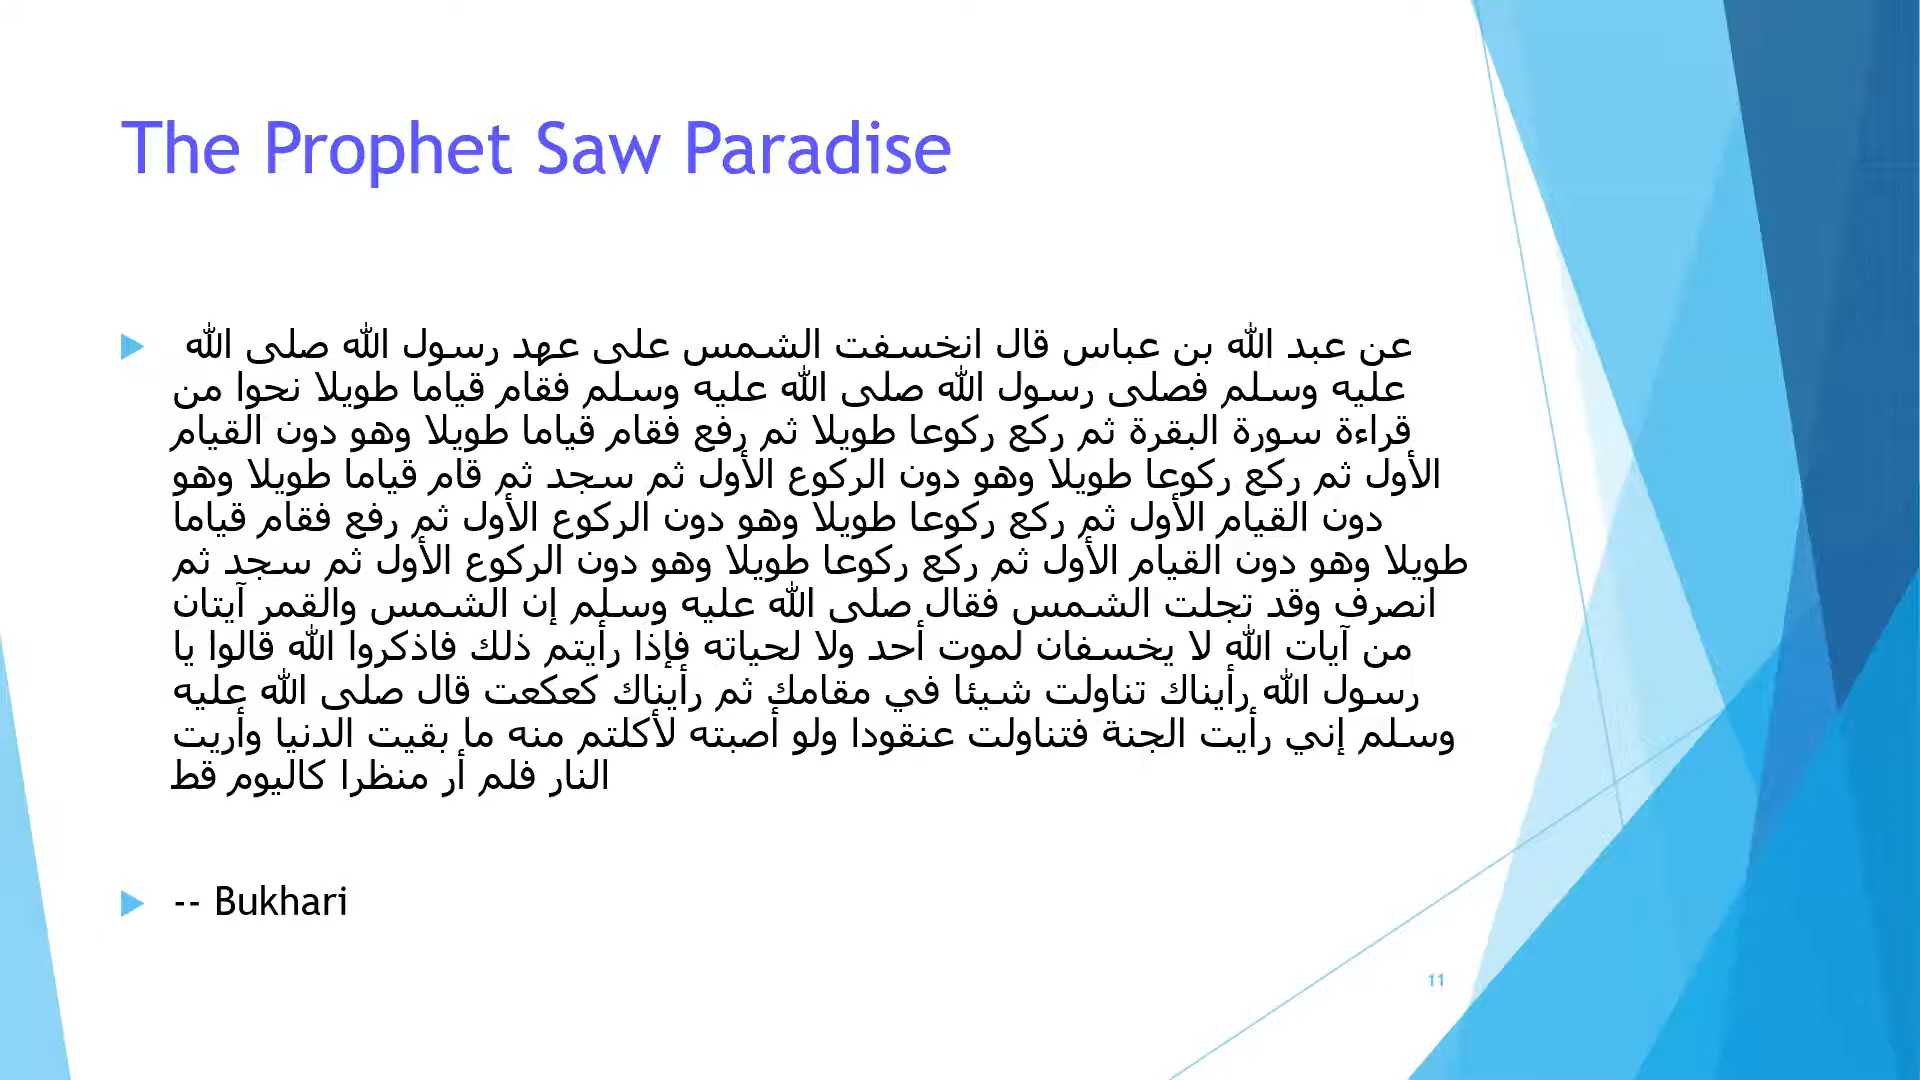 The Prophet Saw Paradise
عن عبد الله بن عباس قال انخسفت الشمس على عهد رسول الله صلى الله
عليه وسلم فصلى رسول الله صلى الله عليه وسلم فقام قياما طويلا نحوا من
قراءة سورة البقرة ثم ركع ركوعا طويلا ثم رفع فقام قياما طويلا وهو دون القيام
الأول ثم ركع ركوعا طويلا وهو دون الركوع الأول ثم سجد ثم قام قياما طويلا وهو
دون القيام الأول ثم ركع ركوعا طويلا وهو دون الركوع الأول ثم رفع فقام قياما
طويلا وهو دون القيام الأول ثم ركع ركوعا طويلا وهو دون الركوع الأول ثم سجد ثم
انصرف وقد تجلت الشمس فقال صلى الله عليه وسلم إن الشمس والقمر آيتان
من آيات الله لا يخسفان لموت أحد ولا لحياته فإذا رأيتم ذلك فاذكروا الله قالوا يا
رسول الله رأيناك تناولت شيئا في مقامك ثم رأيناك كعكعت قال صلى الله عليه
وسلم إني رأيت الجنة فتناولت عنقودا ولو أصبته لأكلتم منه ما بقيت الدنيا وأريت
النار فلم أر منظرا كاليوم قط
-- Bukhari
11